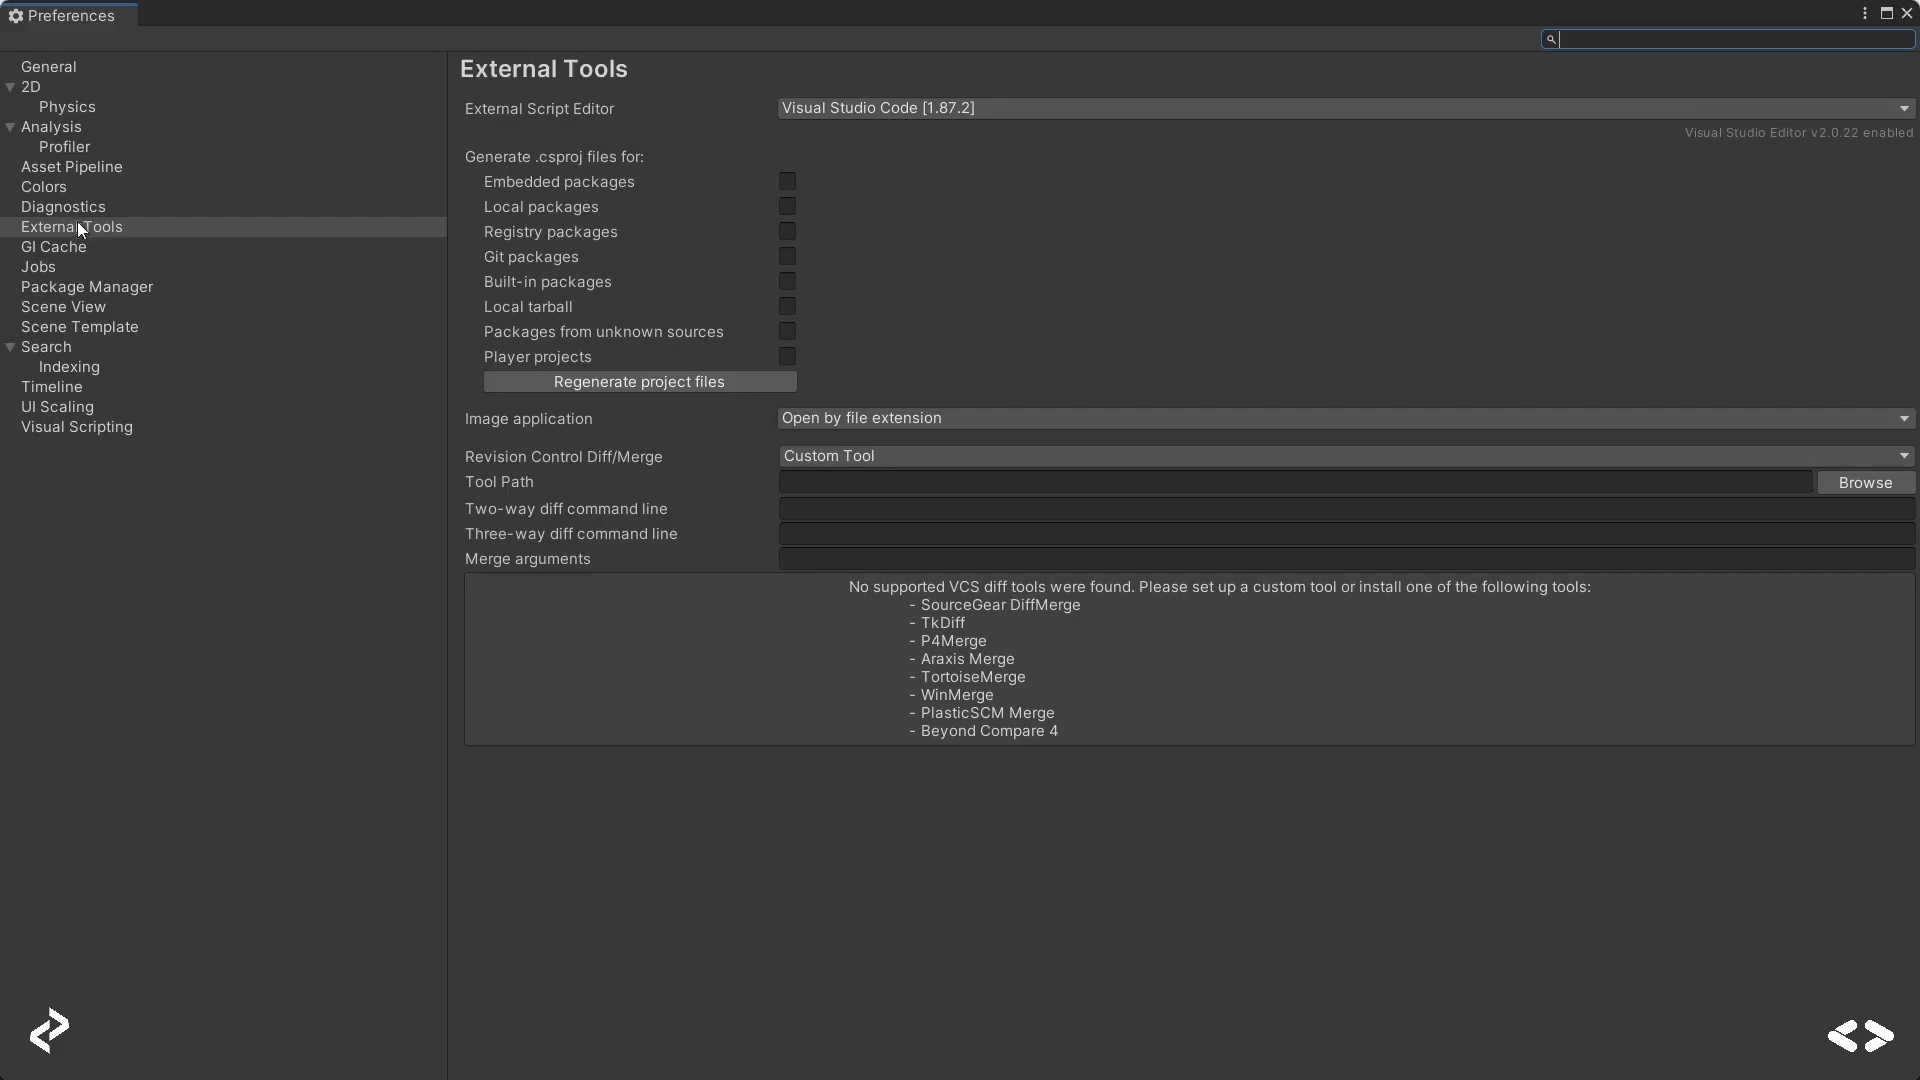 Preferences
General
2D
Physics
Analysis
Profiler
Asset Pipeline
Colors
Diagnostics
External Tools
GI Cache
Jobs
Package Manager
Scene View
Scene Template
Search
Indexing
Timeline
UI Scaling
Visual Scripting
External Tools
External Script Editor Visual Studio Code [1.87.2]
Visual Studio Editor v2.0.22 enabled
Generate .csproj files for:
Embedded packages
Local packages
Registry packages
Git packages
Built-in packages
Local tarball
Packages from unknown sources
Player projects
Regenerate project files
Image application Open by file extension
Revision Control Diff/Merge Custom Tool
Tool Path Browse
Two-way diff command line
Three-way diff command line
Merge arguments
No supported VCS diff tools were found. Please set up a custom tool or install one of the following tools:
- SourceGear DiffMerge
- TkDiff
- P4Merge
- Araxis Merge
- TortoiseMerge
- WinMerge
- PlasticSCM Merge
- Beyond Compare 4